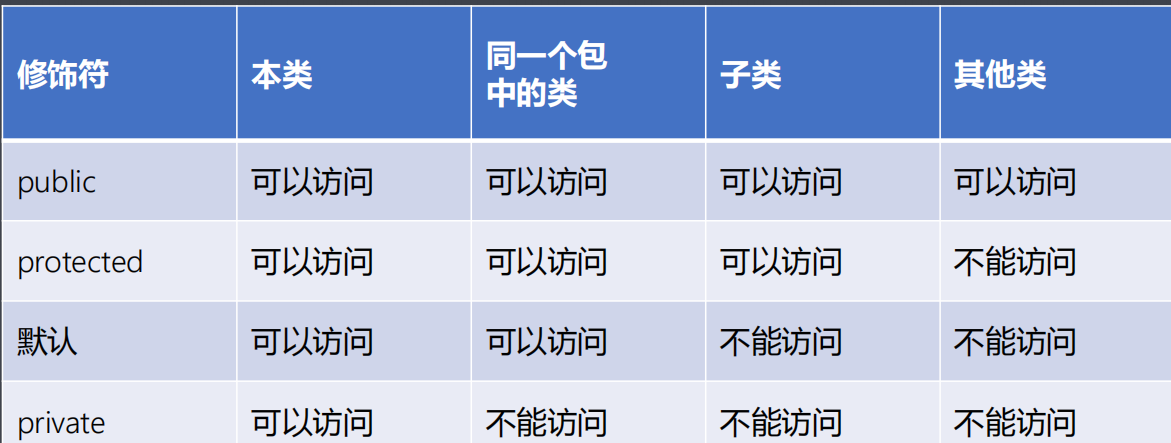 修饰符 本类 同一个包 子类 其他类
中的类
public 可以访问 可以访问 可以访问 可以访问
protected 可以访问 可以访问 可以访问 不能访问
默认 可以访问 可以访问 不能访问 不能访问
private 可以访问 不能访问 不能访问 不能访问